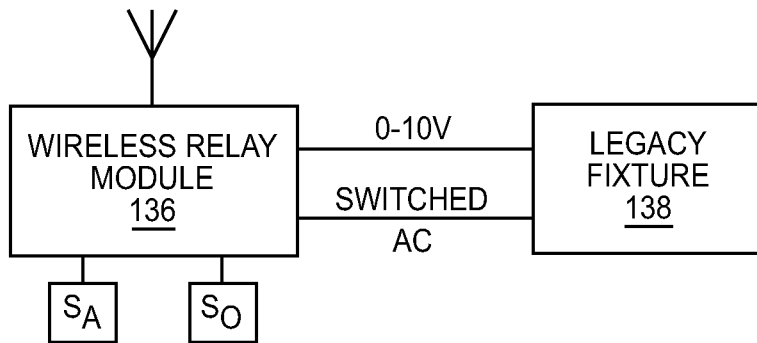 WIRELESS RELAY
MODULE
136
0-10V
SWITCHED
AC
LEGACY
FIXTURE
138
SA
SO